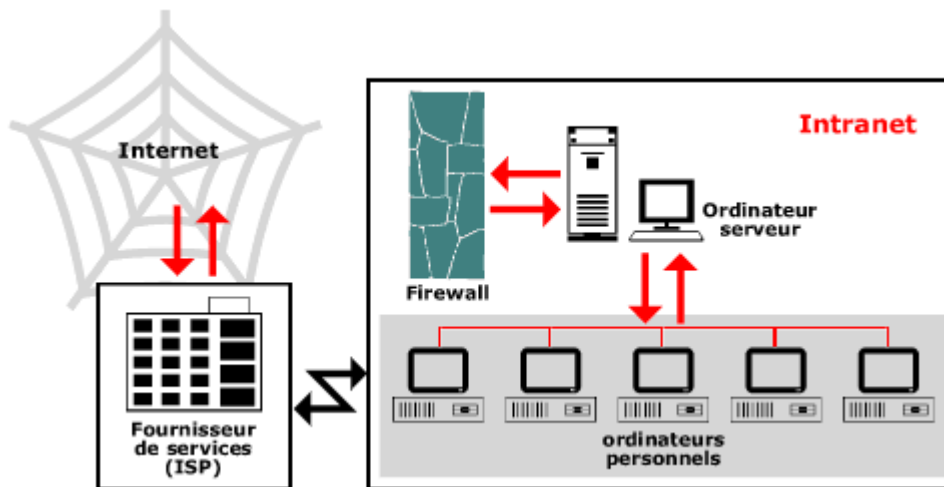 Internet
Intranet
Ordinateur
serveur
Firewall
Fournisseur
de services
(ISP)
ordinateurs
personnels